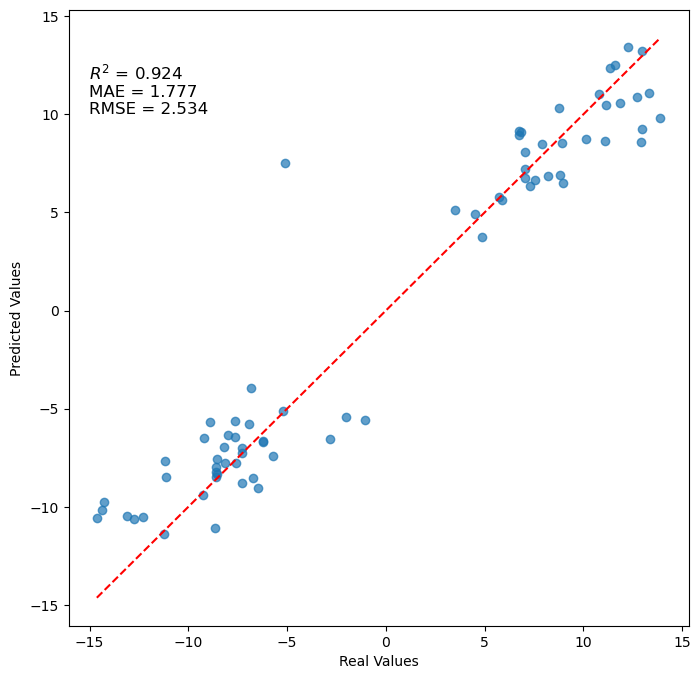 R² = 0.924
MAE = 1.777
RMSE = 2.534
15
10
5
0
−5
−10
−15
Predicted Values
−15 −10 −5 0 5 10 15
Real Values